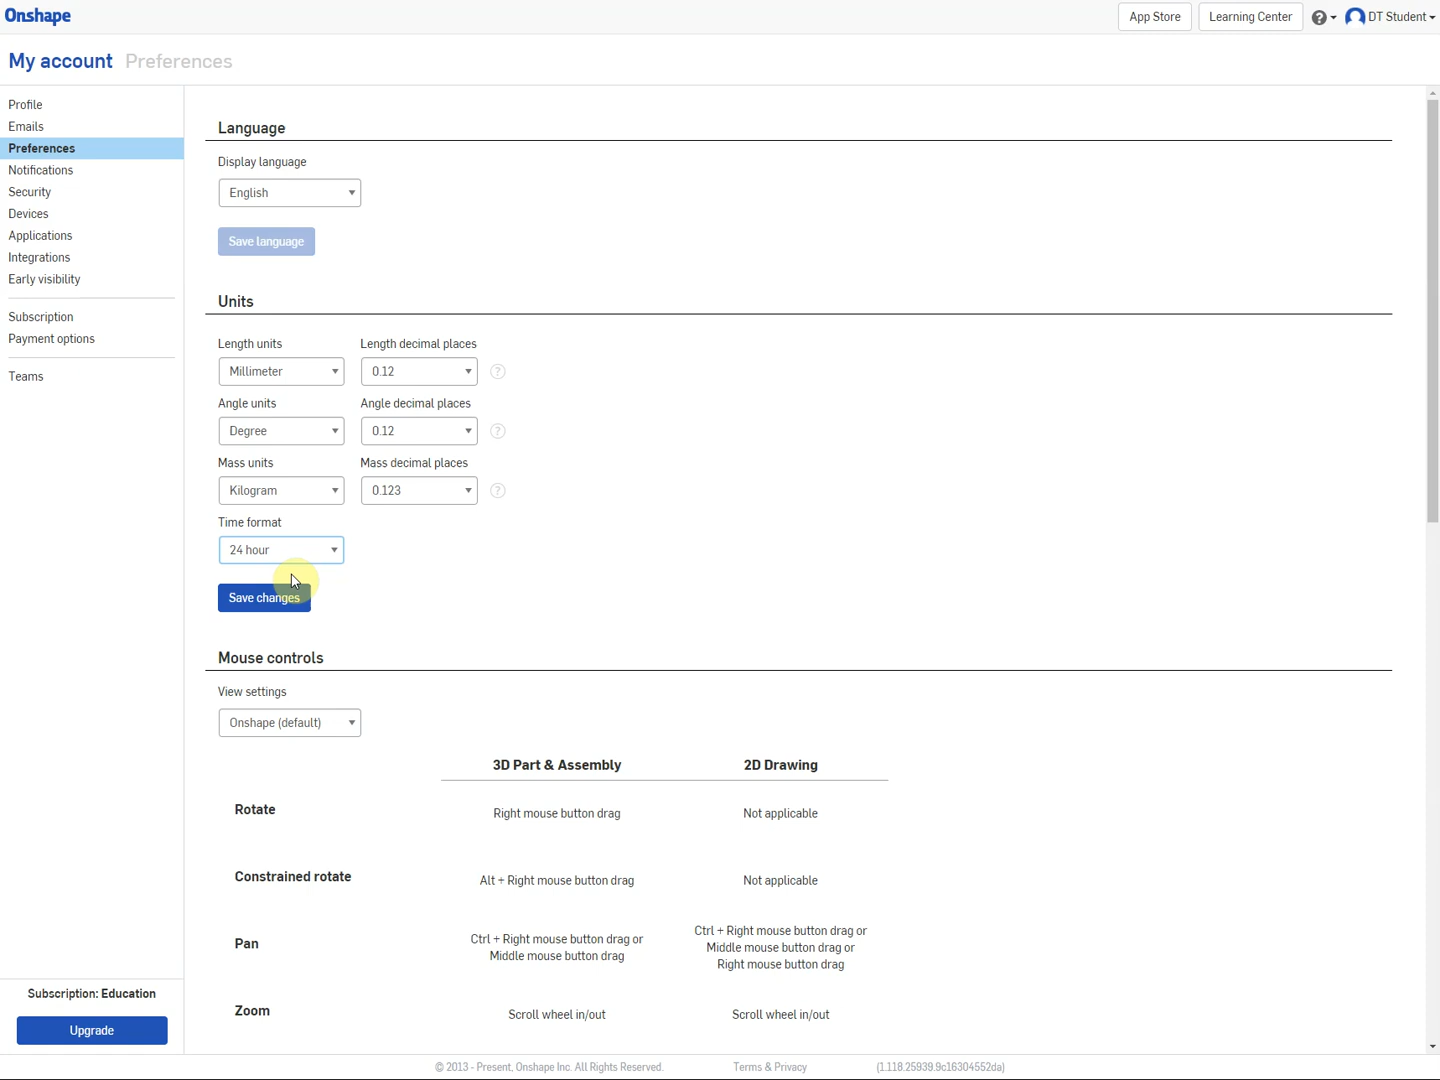 Onshape
App Store
Learning Center
?
DT Student
My account Preferences
Profile
Emails
Preferences
Notifications
Security
Devices
Applications
Integrations
Early visibility
Subscription
Payment options
Teams
Subscription: Education
Upgrade
Language
Display language
English
Save language
Units
Length units Length decimal places
Millimeter 0.12 ?
Angle units Angle decimal places
Degree 0.12 ?
Mass units Mass decimal places
Kilogram 0.123 ?
Time format
24 hour
Save changes
Mouse controls
View settings
Onshape (default)
3D Part & Assembly 2D Drawing
Rotate Right mouse button drag Not applicable
Constrained rotate Alt + Right mouse button drag Not applicable
Pan
Ctrl + Right mouse button drag or
Middle mouse button drag
Ctrl + Right mouse button drag or
Middle mouse button drag or
Right mouse button drag
Zoom Scroll wheel in/out Scroll wheel in/out
© 2013 - Present, Onshape Inc. All Rights Reserved. Terms & Privacy (1.118.25939.9c16304552da)